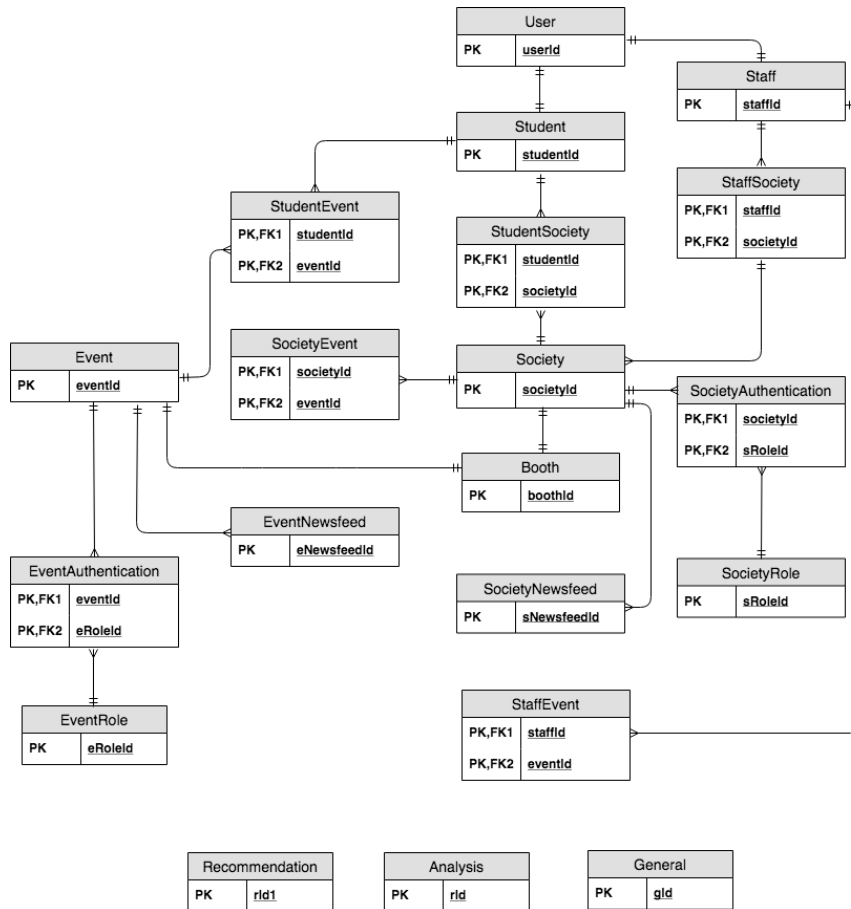 User
PK userId
Staff
PK staffId
Student
PK studentId
StaffSociety
PK,FK1 staffId
PK,FK2 societyId
StudentEvent
PK,FK1 studentId
PK,FK2 eventId
StudentSociety
PK,FK1 studentId
PK,FK2 societyId
SocietyEvent
PK,FK1 societyId
PK,FK2 eventId
Event
PK eventId
Society
PK societyId
SocietyAuthentication
PK,FK1 societyId
PK,FK2 sRoleId
Booth
PK boothId
EventNewsfeed
PK eNewsfeedId
EventAuthentication
PK,FK1 eventId
PK,FK2 eRoleId
SocietyNewsfeed
PK sNewsfeedId
SocietyRole
PK sRoleId
EventRole
PK eRoleId
StaffEvent
PK,FK1 staffId
PK,FK2 eventId
Recommendation
PK rId1
Analysis
PK rId
General
PK gId